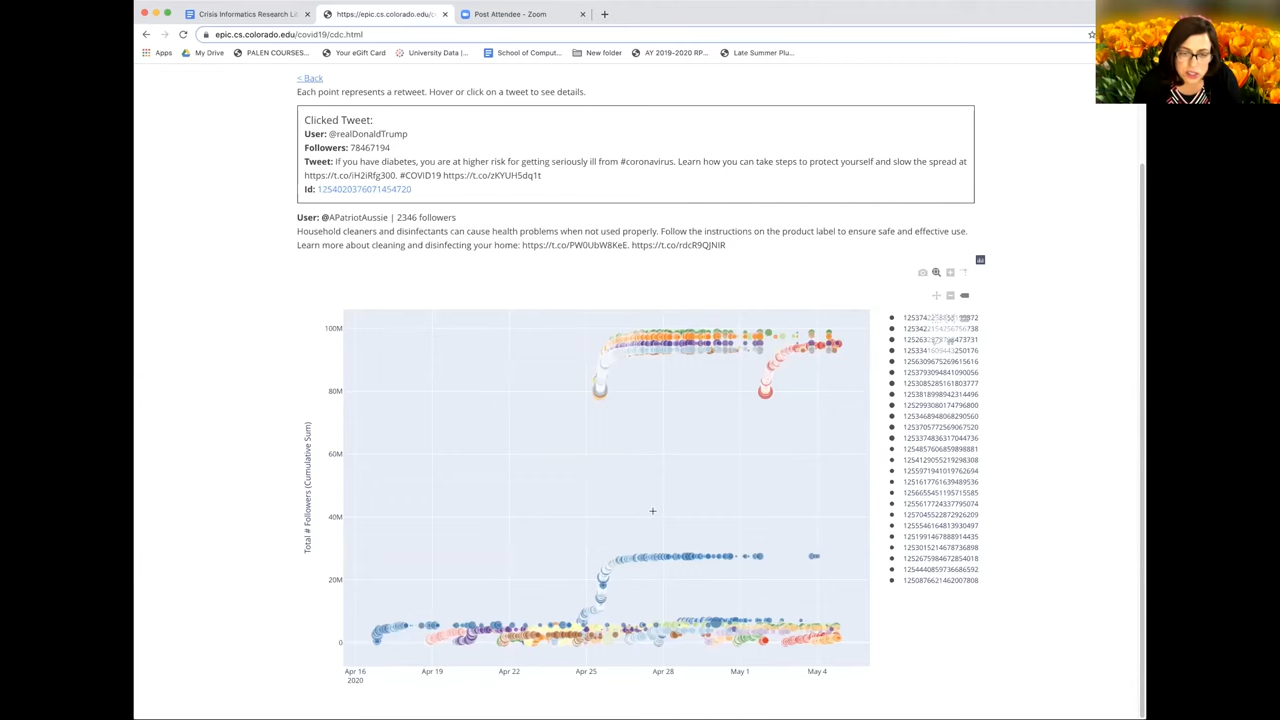 Crisis Informatics Research Li
https://epic.cs.colorado.edu/c
Post Attendee - Zoom
epic.cs.colorado.edu/covid19/cdc.html
Apps My Drive PALEN COURSES... Your eGift Card University Data |... School of Comput... New folder AY 2019-2020 RP... Late Summer Plu...
< Back
Each point represents a retweet. Hover or click on a tweet to see details.
Clicked Tweet:
User: @realDonaldTrump
Followers: 78467194
Tweet: If you have diabetes, you are at higher risk for getting seriously ill from #coronavirus. Learn how you can take steps to protect yourself and slow the spread at
https://t.co/iH2iRfg300. #COVID19 https://t.co/zKYUH5dq1t
Id: 1254020376071454720
User: @APatriotAussie | 2346 followers
Household cleaners and disinfectants can cause health problems when not used properly. Follow the instructions on the product label to ensure safe and effective use.
Learn more about cleaning and disinfecting your home: https://t.co/PW0UbW8KeE. https://t.co/rdcR9QJNIR
Total # Followers (Cumulative Sum)
100M
80M
60M
40M
20M
0
Apr 16 Apr 19 Apr 22 Apr 25 Apr 28 May 1 May 4
2020
1256309675269615616
1253793094841090056
1253085285161803777
1253818998942314496
1252993080174796800
1253468948068290560
1253705772569067520
1253374836317044736
1254857606859898881
1254129055219298308
1255971941019762694
1251617761639489536
1256655451195715585
1255617724337795074
1257045522872926209
1255546164813930497
1251991467888914435
1253015214678736898
1252675984672854018
1254440859736686592
1250876621462007808